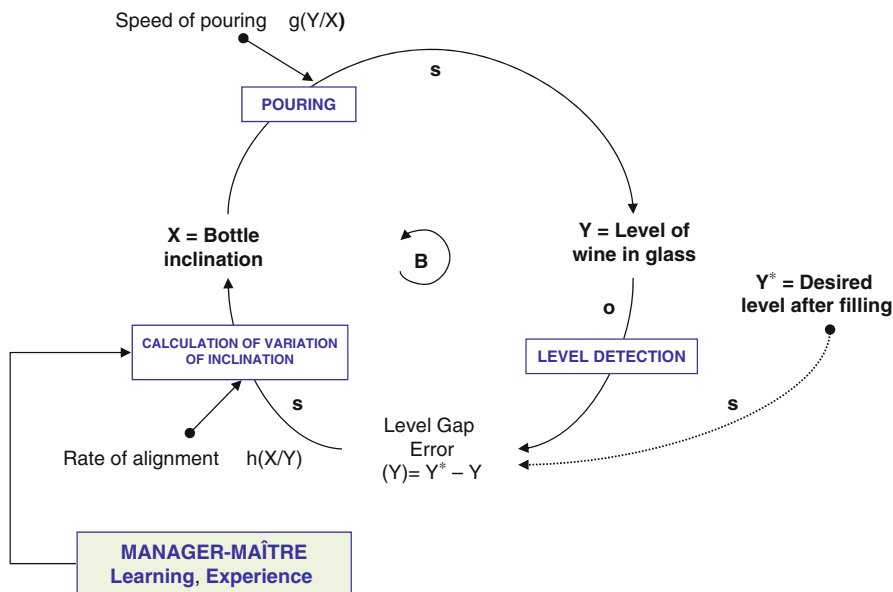 Speed of pouring g(Y/X)
s
POURING
X = Bottle
inclination
B
Y = Level of
wine in glass
Y* = Desired
level after filling
o
CALCULATION OF VARIATION
OF INCLINATION
LEVEL DETECTION
s
s
Level Gap
Error
(Y)= Y* – Y
Rate of alignment h(X/Y)
MANAGER-MAÎTRE
Learning, Experience